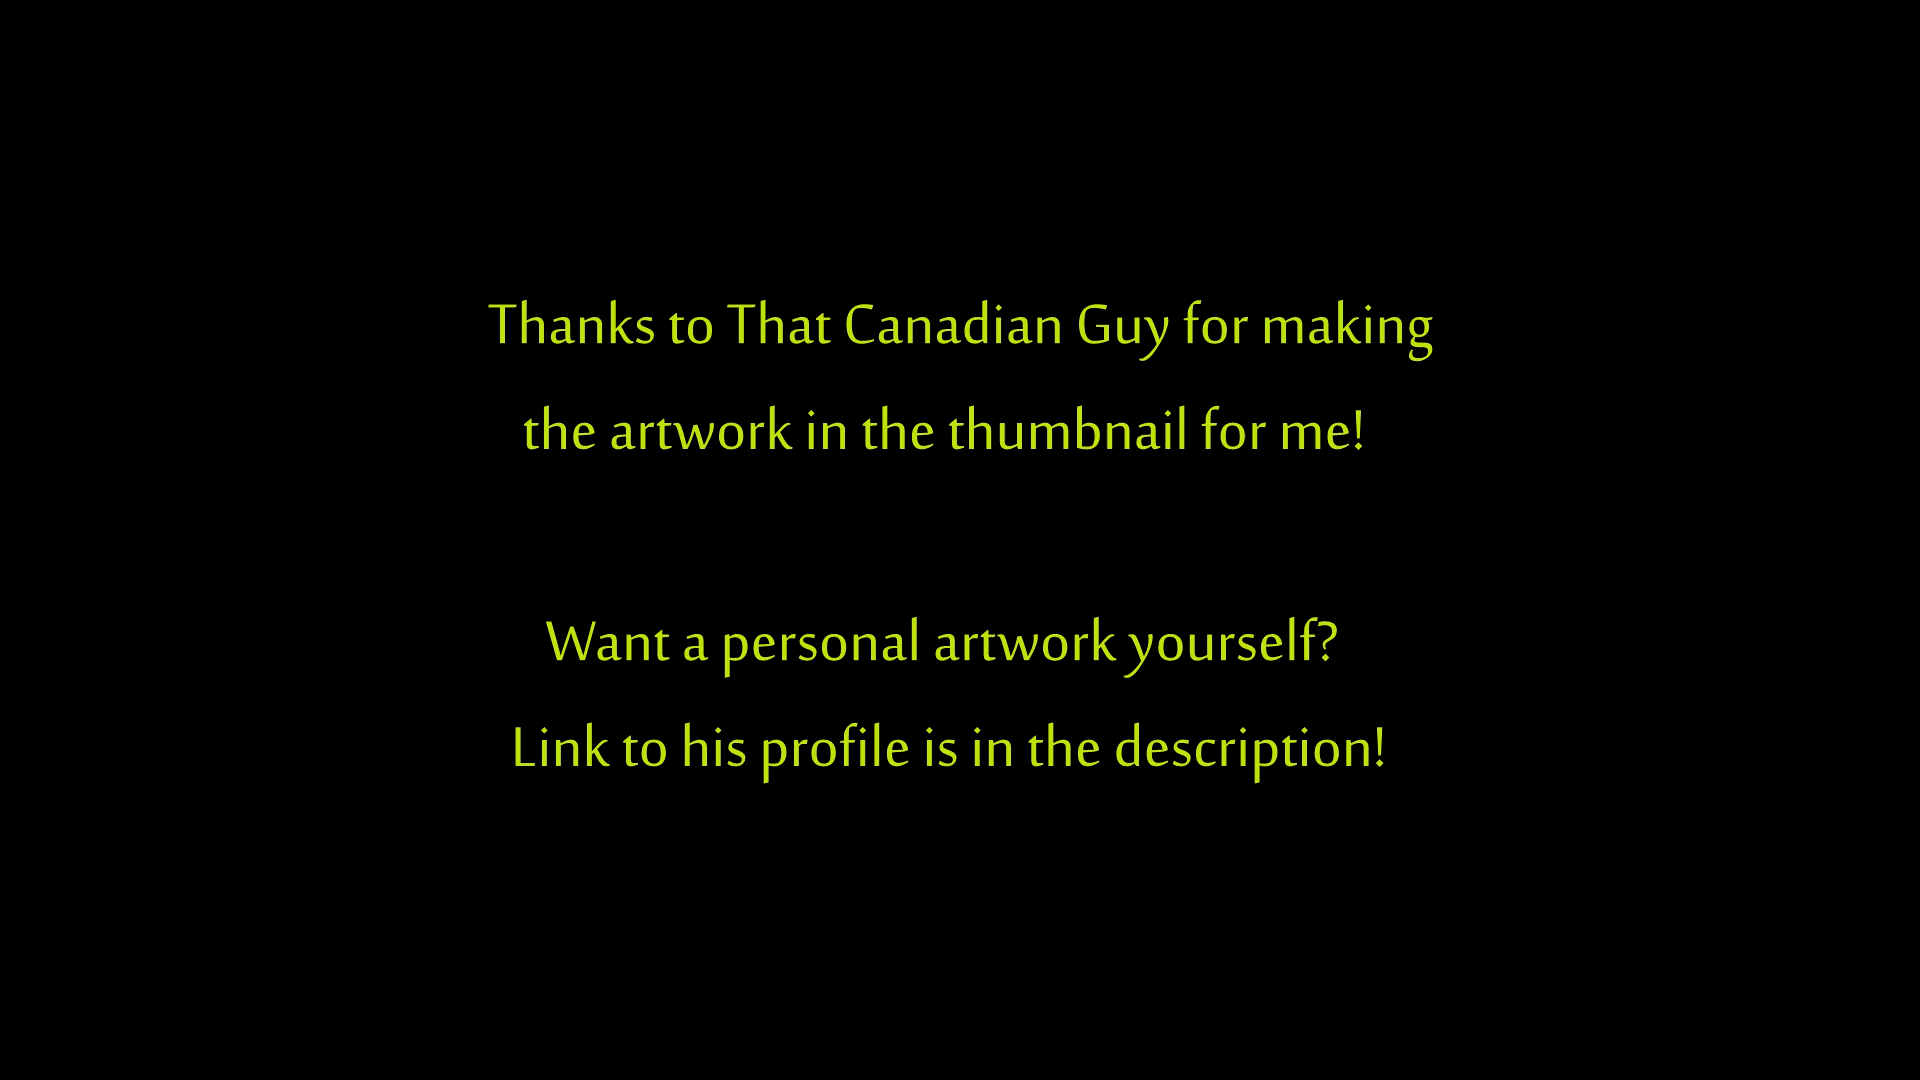 Thanks to That Canadian Guy for making
the artwork in the thumbnail for me!
Want a personal artwork yourself?
Link to his profile is in the description!